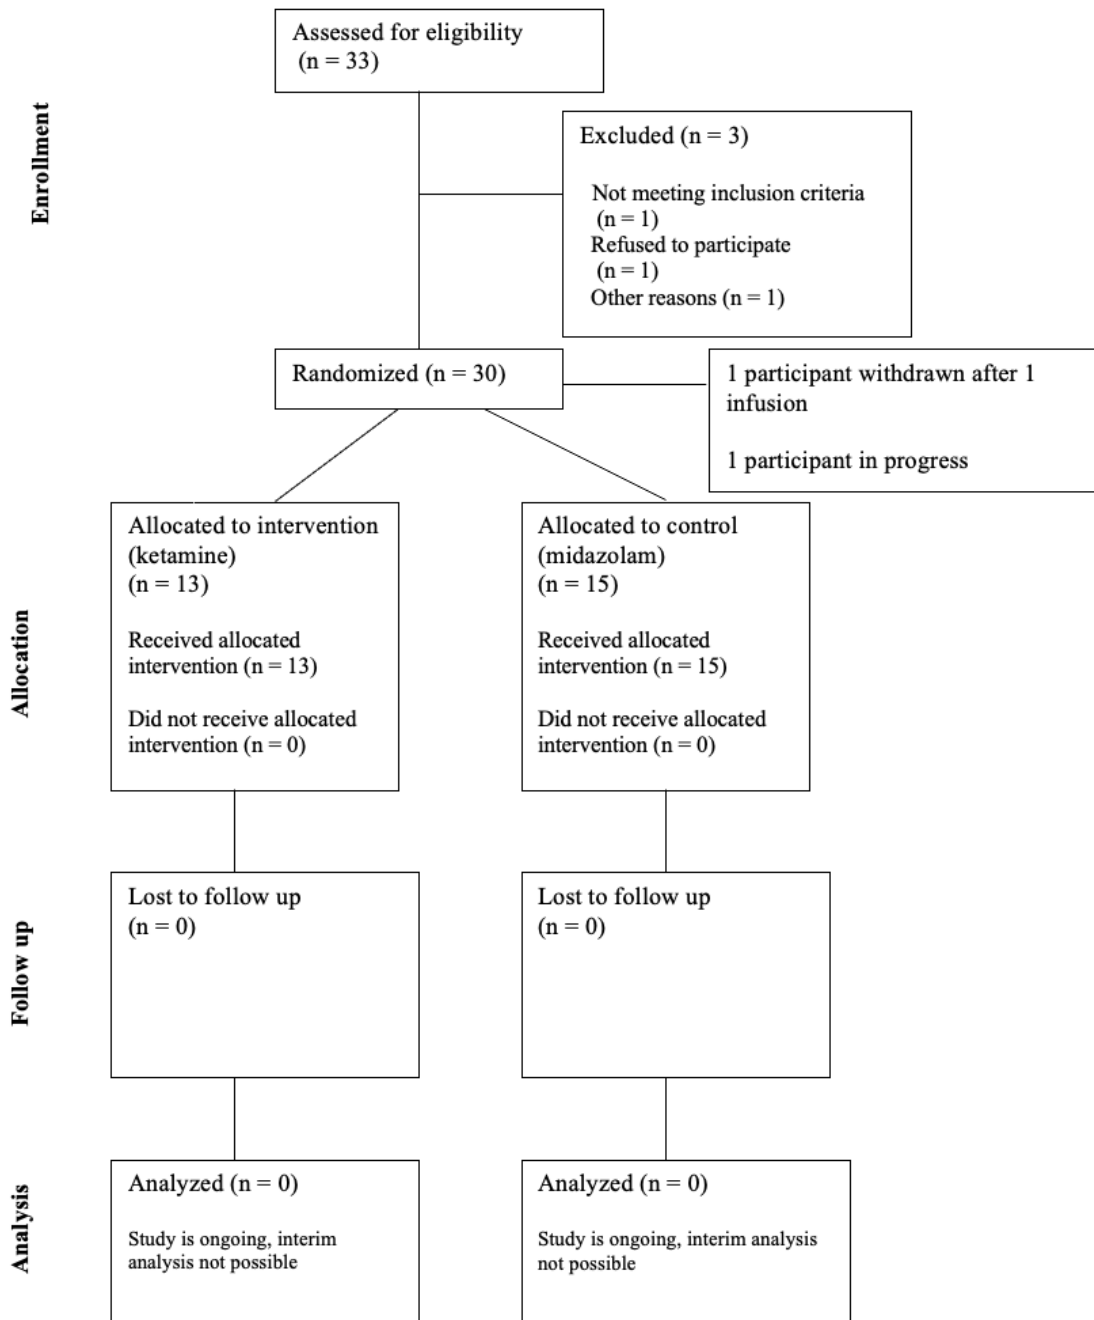 Assessed for eligibility
(n = 33)
Enrollment
Excluded (n = 3)
Not meeting inclusion criteria
(n = 1)
Refused to participate
(n = 1)
Other reasons (n = 1)
Randomized (n = 30)
1 participant withdrawn after 1
infusion
1 participant in progress
Allocation
Allocated to intervention
(ketamine)
(n = 13)
Received allocated
intervention (n = 13)
Did not receive allocated
intervention (n = 0)
Allocated to control
(midazolam)
(n = 15)
Received allocated
intervention (n = 15)
Did not receive allocated
intervention (n = 0)
Follow up
Lost to follow up
(n = 0)
Lost to follow up
(n = 0)
Analysis
Analyzed (n = 0)
Study is ongoing, interim
analysis not possible
Analyzed (n = 0)
Study is ongoing, interim analysis
not possible